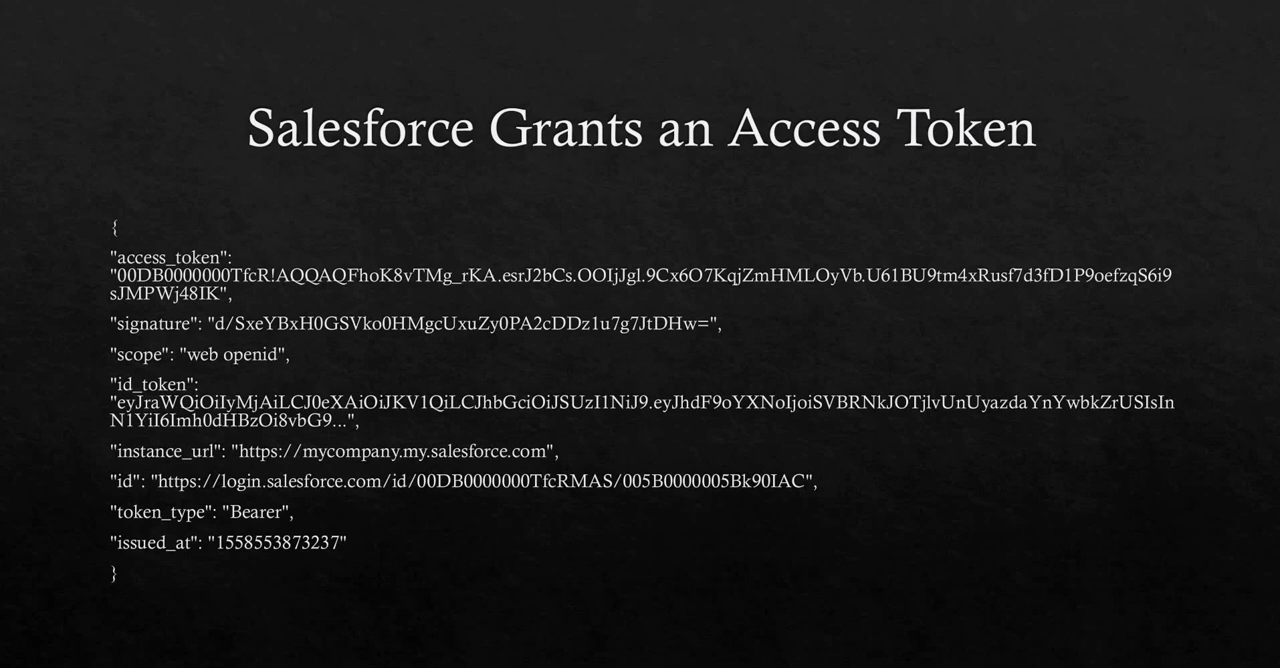 Salesforce Grants an Access Token
{
"access_token":
"00DB0000000TfcR!AQQAQFhoK8vTMg_rKA.esrJ2bCs.OOIjJgl.9Cx6O7KqjZmHMLOyVb.U61BU9tm4xRusf7d3fD1P9oefzqS6i9
sJMPWj48IK",
"signature": "d/SxeYBxH0GSVko0HMgcUxuZy0PA2cDDz1u7g7JtDHw=",
"scope": "web openid",
"id_token":
"eyJraWQiOiIyMjAiLCJ0eXAiOiJKV1QiLCJhbGciOiJSUzI1NiJ9.eyJhdF9oYXNoIjoiSVBRNkJOTjlvUnUyazdaYnYwbkZrUSIsIn
N1YiI6Imh0dHBzOi8vbG9...",
"instance_url": "https://mycompany.my.salesforce.com",
"id": "https://login.salesforce.com/id/00DB0000000TfcRMAS/005B0000005Bk90IAC",
"token_type": "Bearer",
"issued_at": "1558553873237"
}